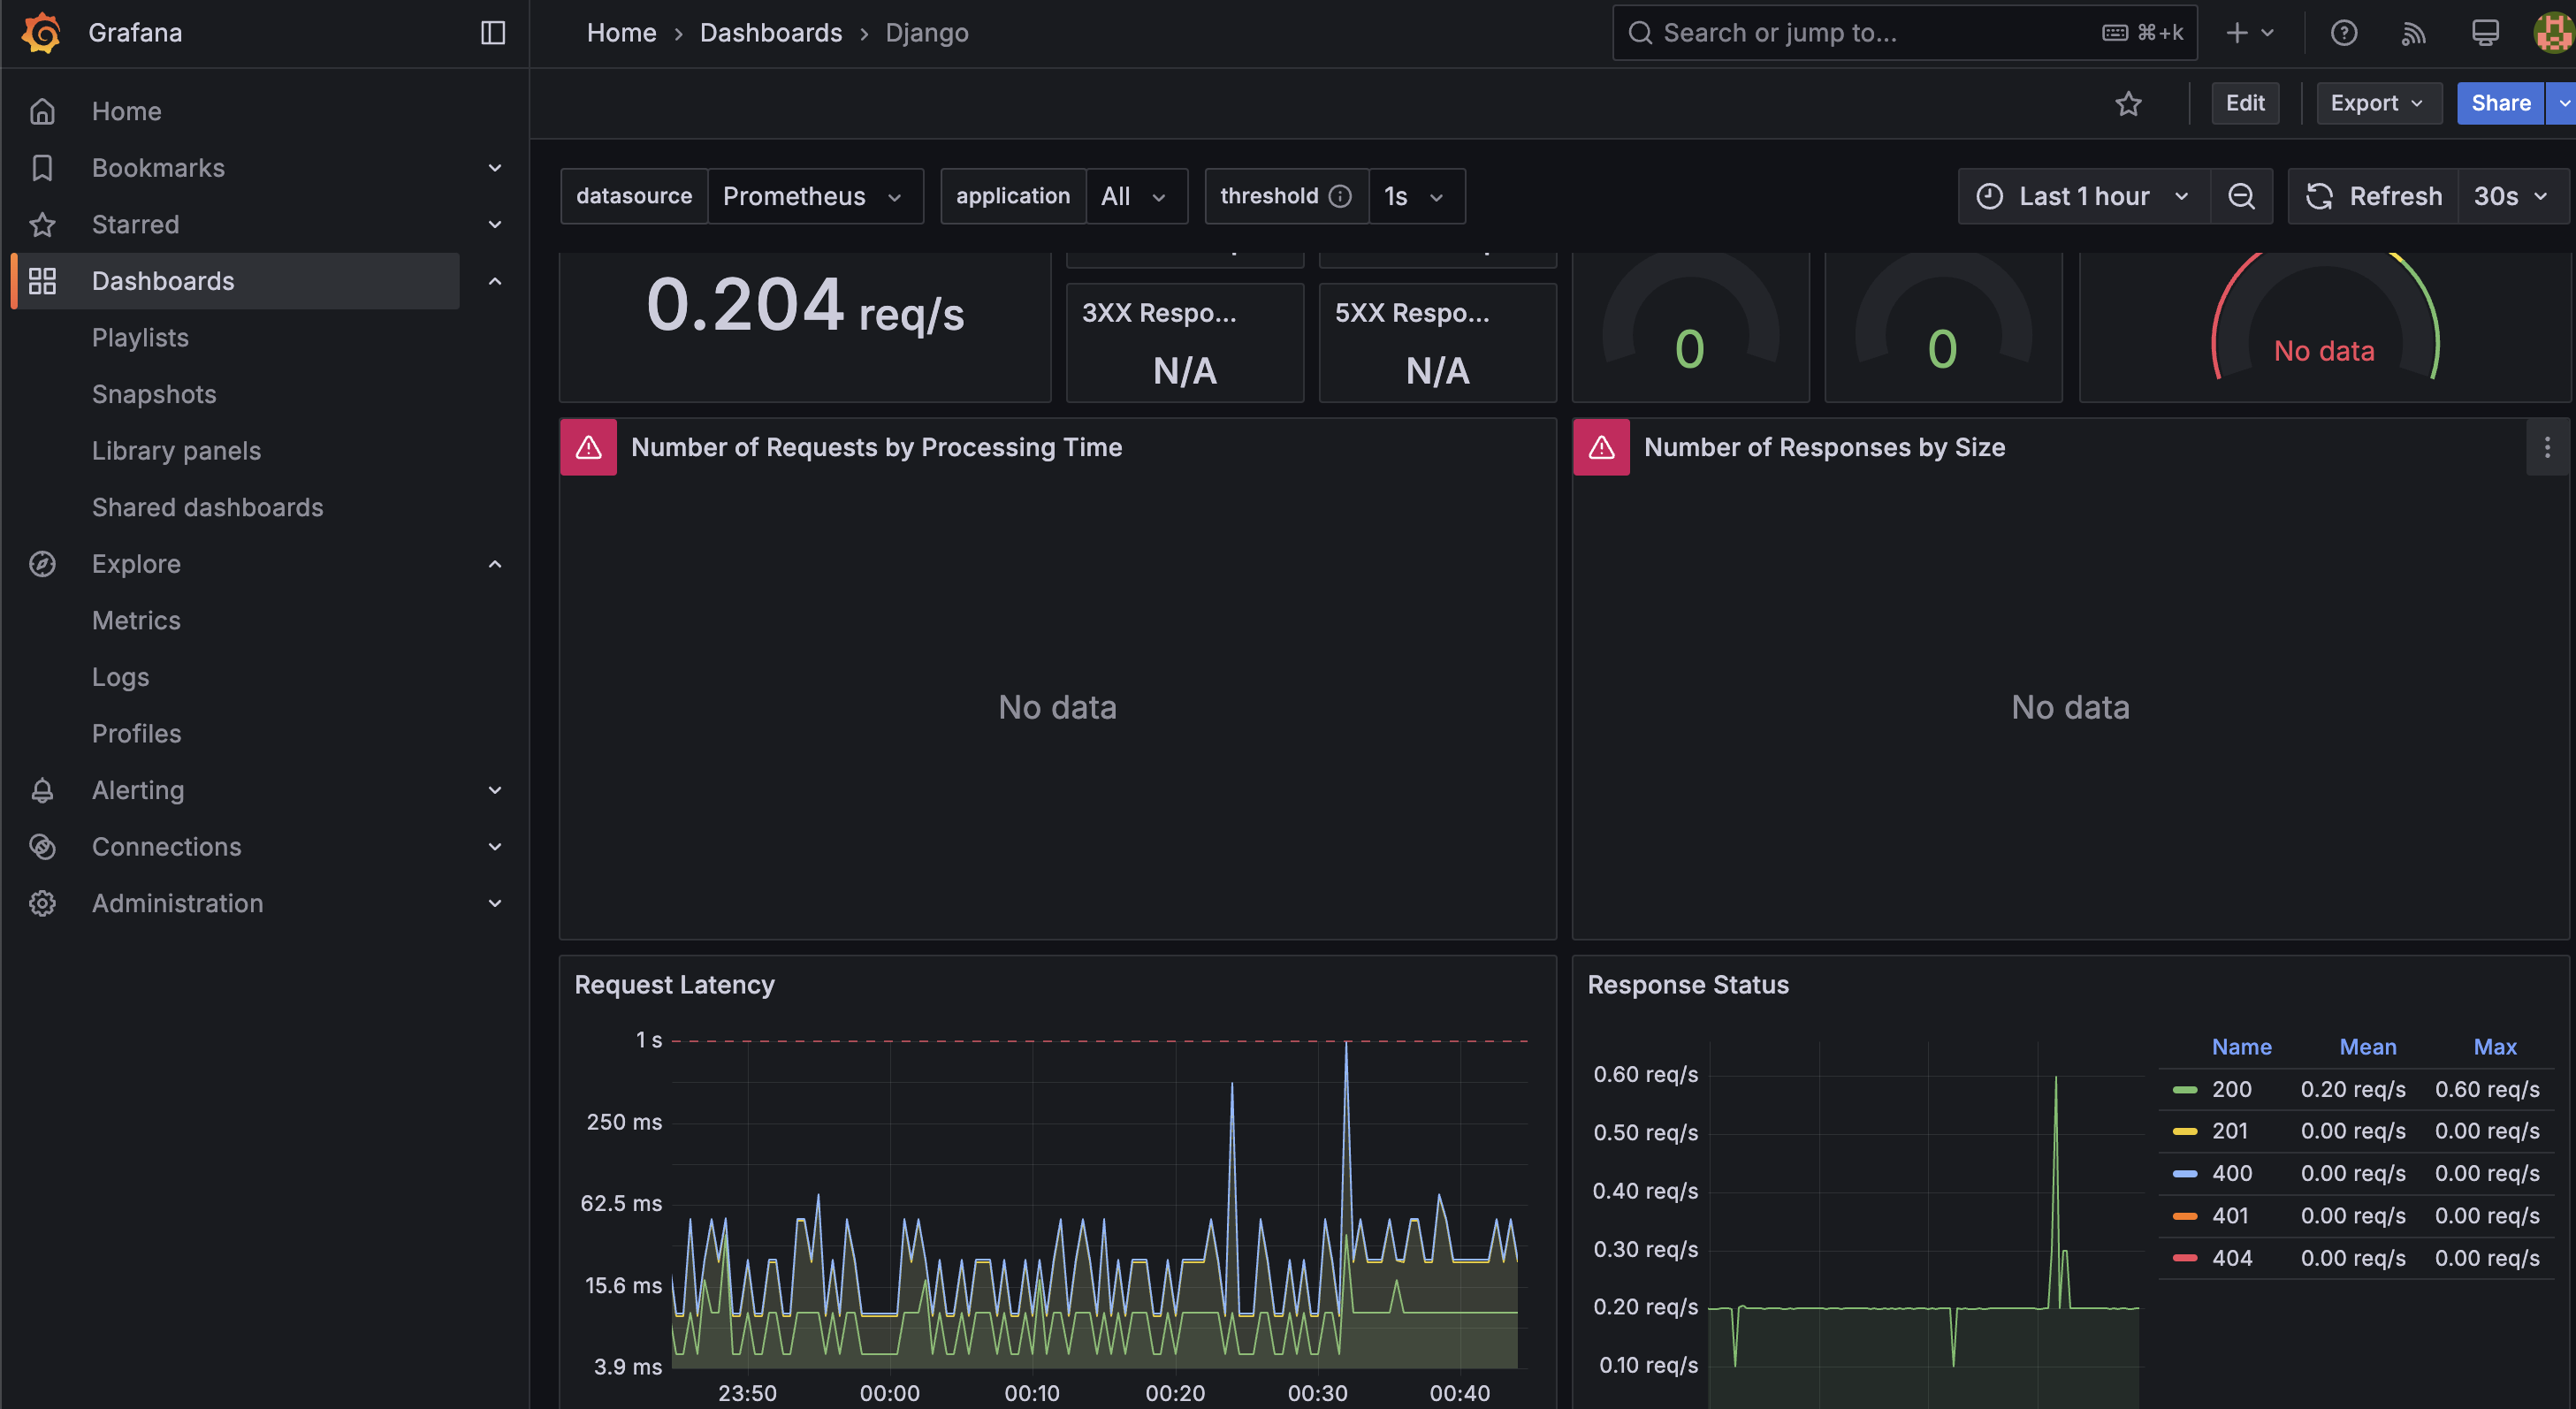 Grafana
Home › Dashboards › Django
Search or jump to...
⌘+k
Home
Bookmarks
Starred
Dashboards
Playlists
Snapshots
Library panels
Shared dashboards
Explore
Metrics
Logs
Profiles
Alerting
Connections
Administration
Edit
Export
Share
datasource Prometheus
application All
threshold 1s
Last 1 hour
Refresh 30s
0.204 req/s
3XX Respo...
N/A
5XX Respo...
N/A
0
0
No data
Number of Requests by Processing Time
No data
Number of Responses by Size
No data
Request Latency
1 s
250 ms
62.5 ms
15.6 ms
3.9 ms
23:50 00:00 00:10 00:20 00:30 00:40
Response Status
0.60 req/s
0.50 req/s
0.40 req/s
0.30 req/s
0.20 req/s
0.10 req/s
Name Mean Max
200 0.20 req/s 0.60 req/s
201 0.00 req/s 0.00 req/s
400 0.00 req/s 0.00 req/s
401 0.00 req/s 0.00 req/s
404 0.00 req/s 0.00 req/s